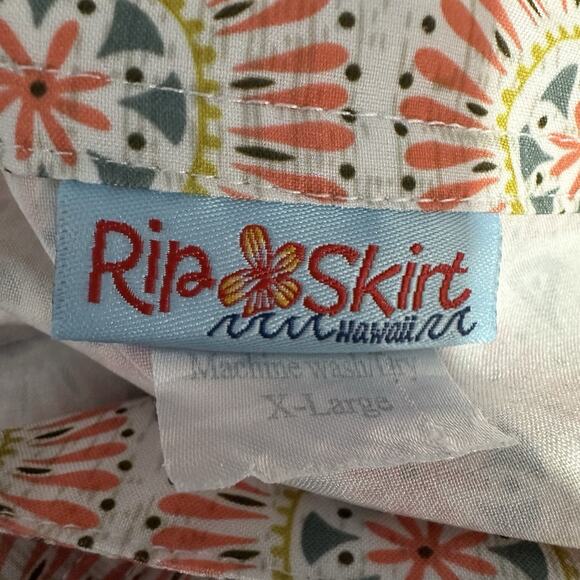 Rip Skirt
Hawaii
Machine Wash/Dry
X-Large